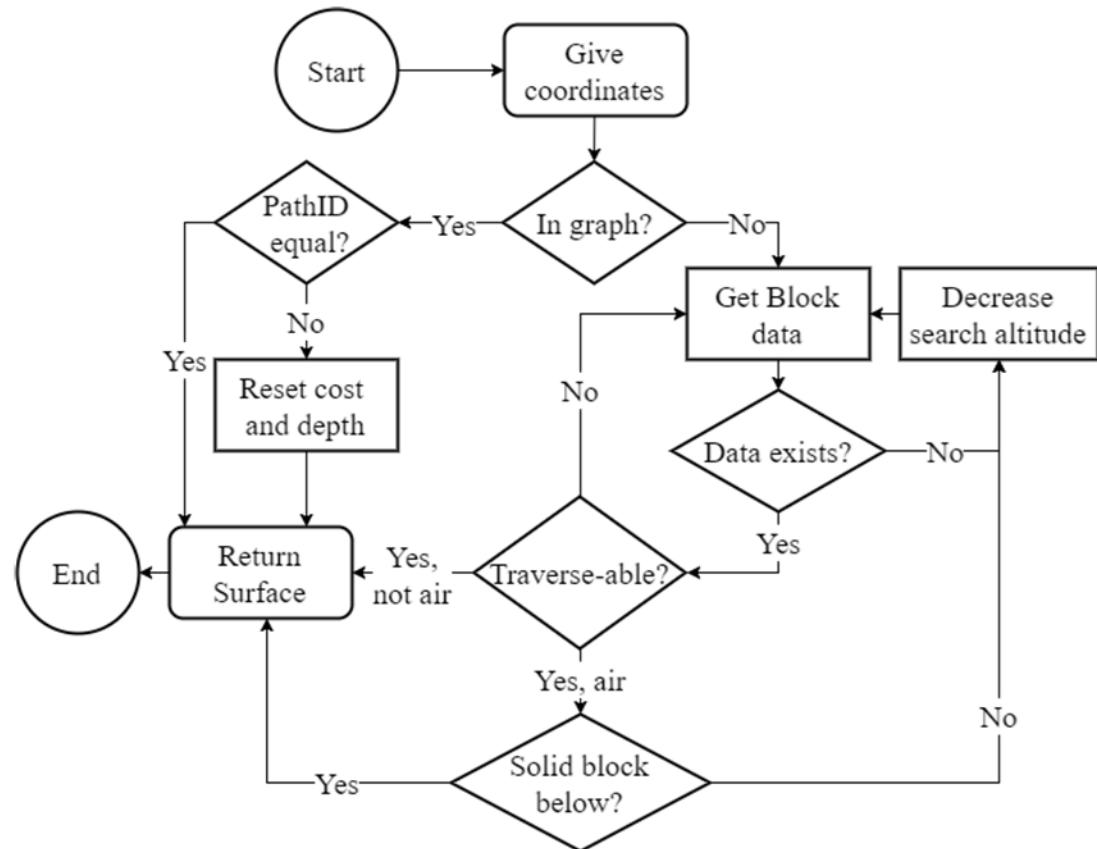 Start
Give
coordinates
PathID
equal?
Yes
In graph?
No
Get Block
data
Decrease
search altitude
No
Yes
Reset cost
and depth
No
Data exists?
No
Yes
End
Return
Surface
Yes,
not air
Traverse-able?
Yes, air
No
Yes
Solid block
below?